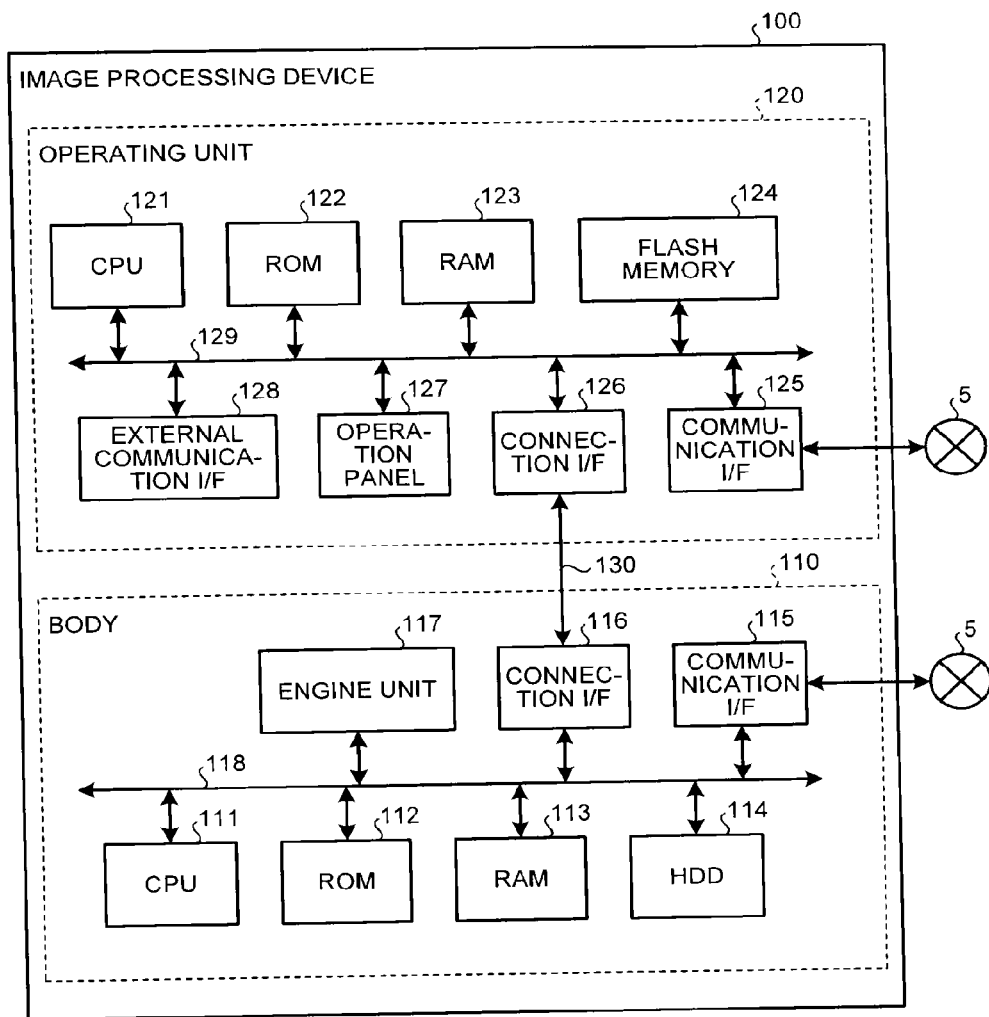 100
IMAGE PROCESSING DEVICE
120
OPERATING UNIT
121
122
123
124
CPU
ROM
RAM
FLASH
MEMORY
129
128
127
126
125
5
EXTERNAL
COMMUNICA-
TION I/F
OPERA-
TION
PANEL
CONNEC-
TION I/F
COMMU-
NICATION
I/F
130
110
BODY
117
116
115
5
ENGINE UNIT
CONNEC-
TION I/F
COMMU-
NICATION
I/F
118
111
112
113
114
CPU
ROM
RAM
HDD